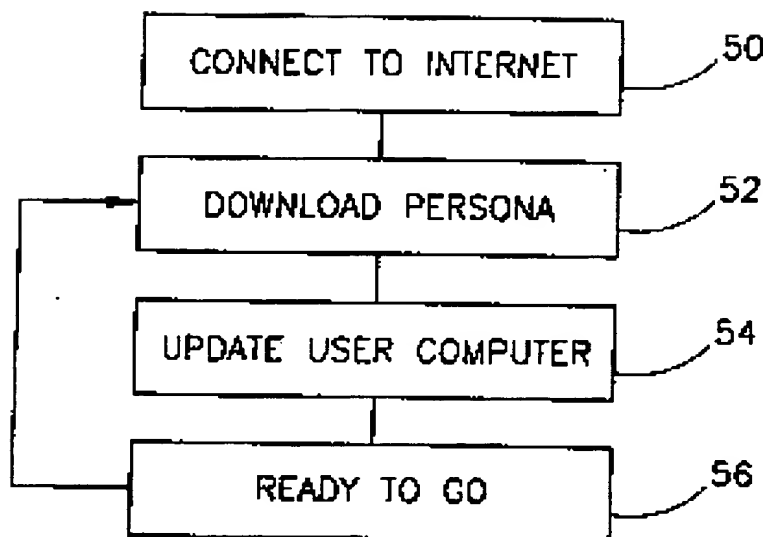 CONNECT TO INTERNET
50
DOWNLOAD PERSONA
52
UPDATE USER COMPUTER
54
READY TO GO
56